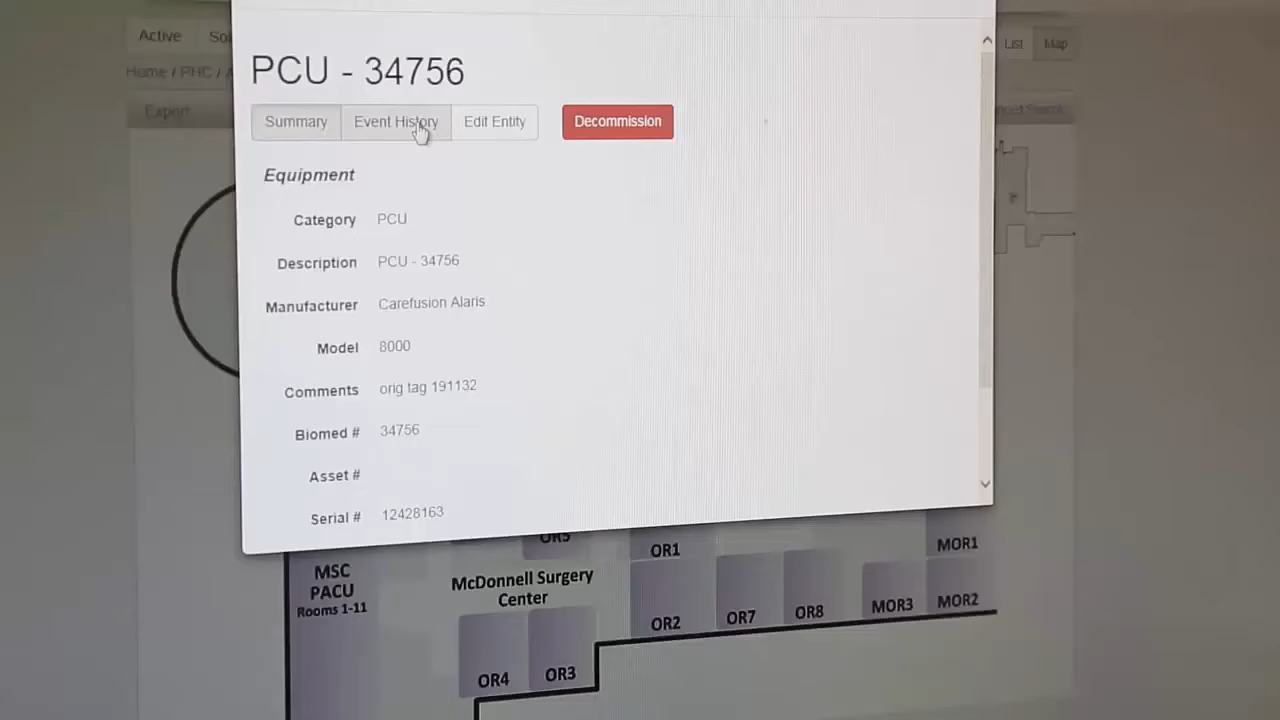 Active
List
Map
PCU - 34756
Home / PHC /
Export
Summary
Event History
Edit Entity
Decommission
Equipment
Category PCU
Description PCU - 34756
Manufacturer Carefusion Alaris
Model 8000
Comments orig tag 191132
Biomed # 34756
Asset #
Serial # 12428163
OR5
OR1
MOR1
MSC
PACU
Rooms 1-11
McDonnell Surgery
Center
OR2
OR7
OR8
MOR3
MOR2
OR4
OR3